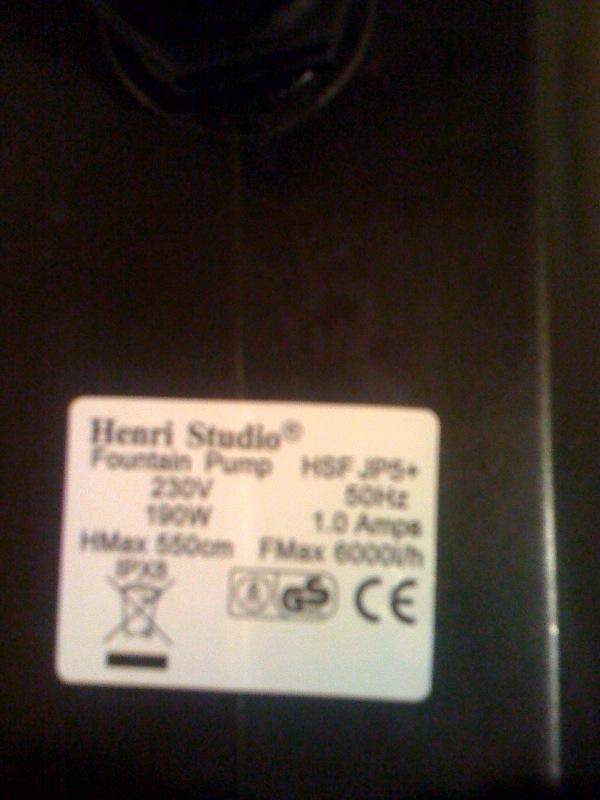 Henri Studio®
Fountain Pump HSF JP5+
230V 50Hz
190W 1.0 Amps
HMax 550cm FMax 6000l/h
IPX8
GS CE